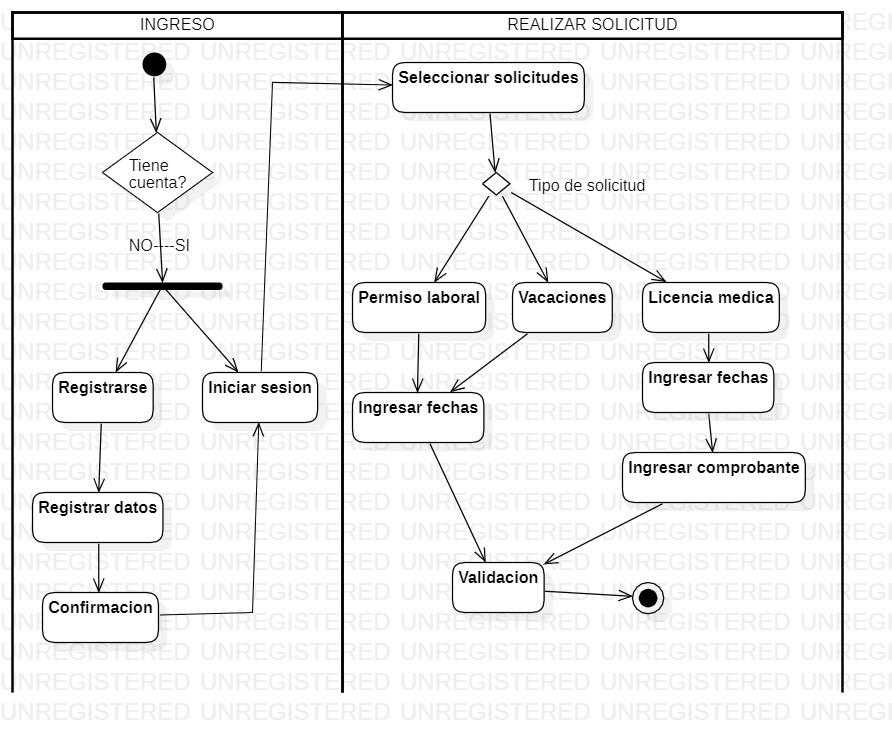 INGRESO
REALIZAR SOLICITUD
Seleccionar solicitudes
Tiene
cuenta?
Tipo de solicitud
NO----SI
Permiso laboral
Vacaciones
Licencia medica
Registrarse
Iniciar sesion
Ingresar fechas
Ingresar fechas
Ingresar comprobante
Registrar datos
Validacion
Confirmacion
UNREGISTERED